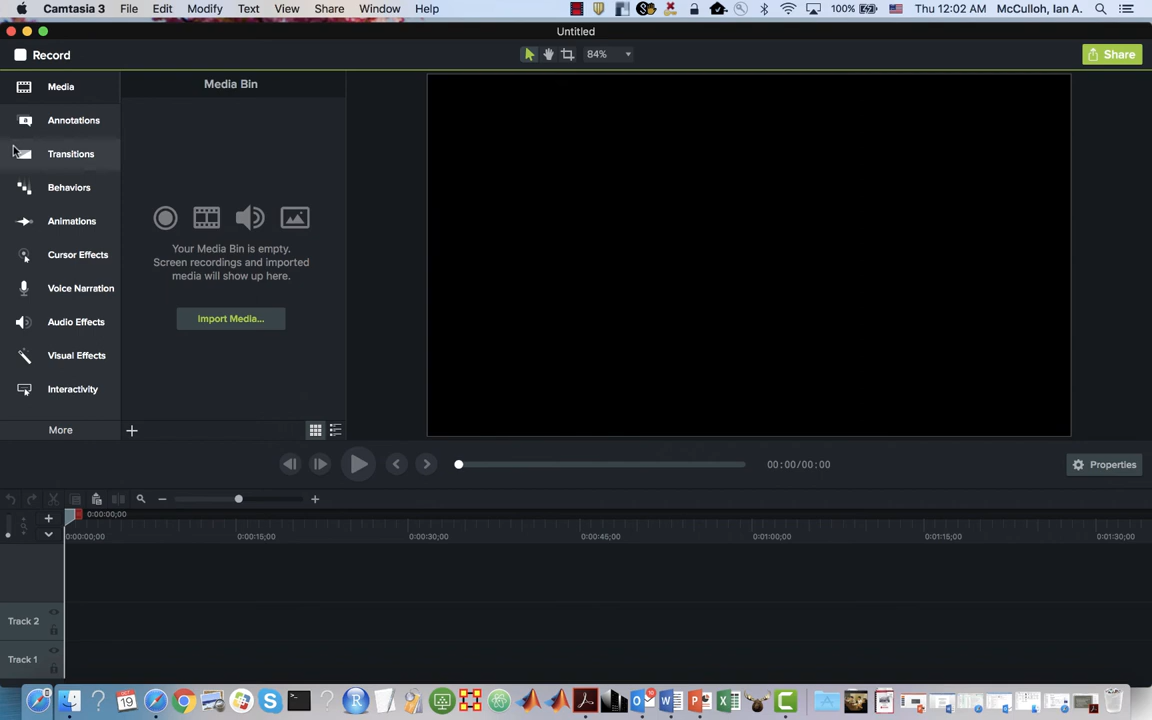 Camtasia 3 File Edit Modify Text View Share Window Help 100% Thu 12:02 AM McCulloh, Ian A.
Untitled
Record 84% Share
Media
Media Bin
Annotations
Transitions
Behaviors
Animations
Cursor Effects
Voice Narration
Audio Effects
Visual Effects
Interactivity
More
Your Media Bin is empty.
Screen recordings and imported
media will show up here.
Import Media...
00:00/00:00
Properties
0:00:00;00
0:00:00;00 0:00:15;00 0:00:30;00 0:00:45;00 0:01:00;00 0:01:15;00 0:01:30;00
Track 2
Track 1